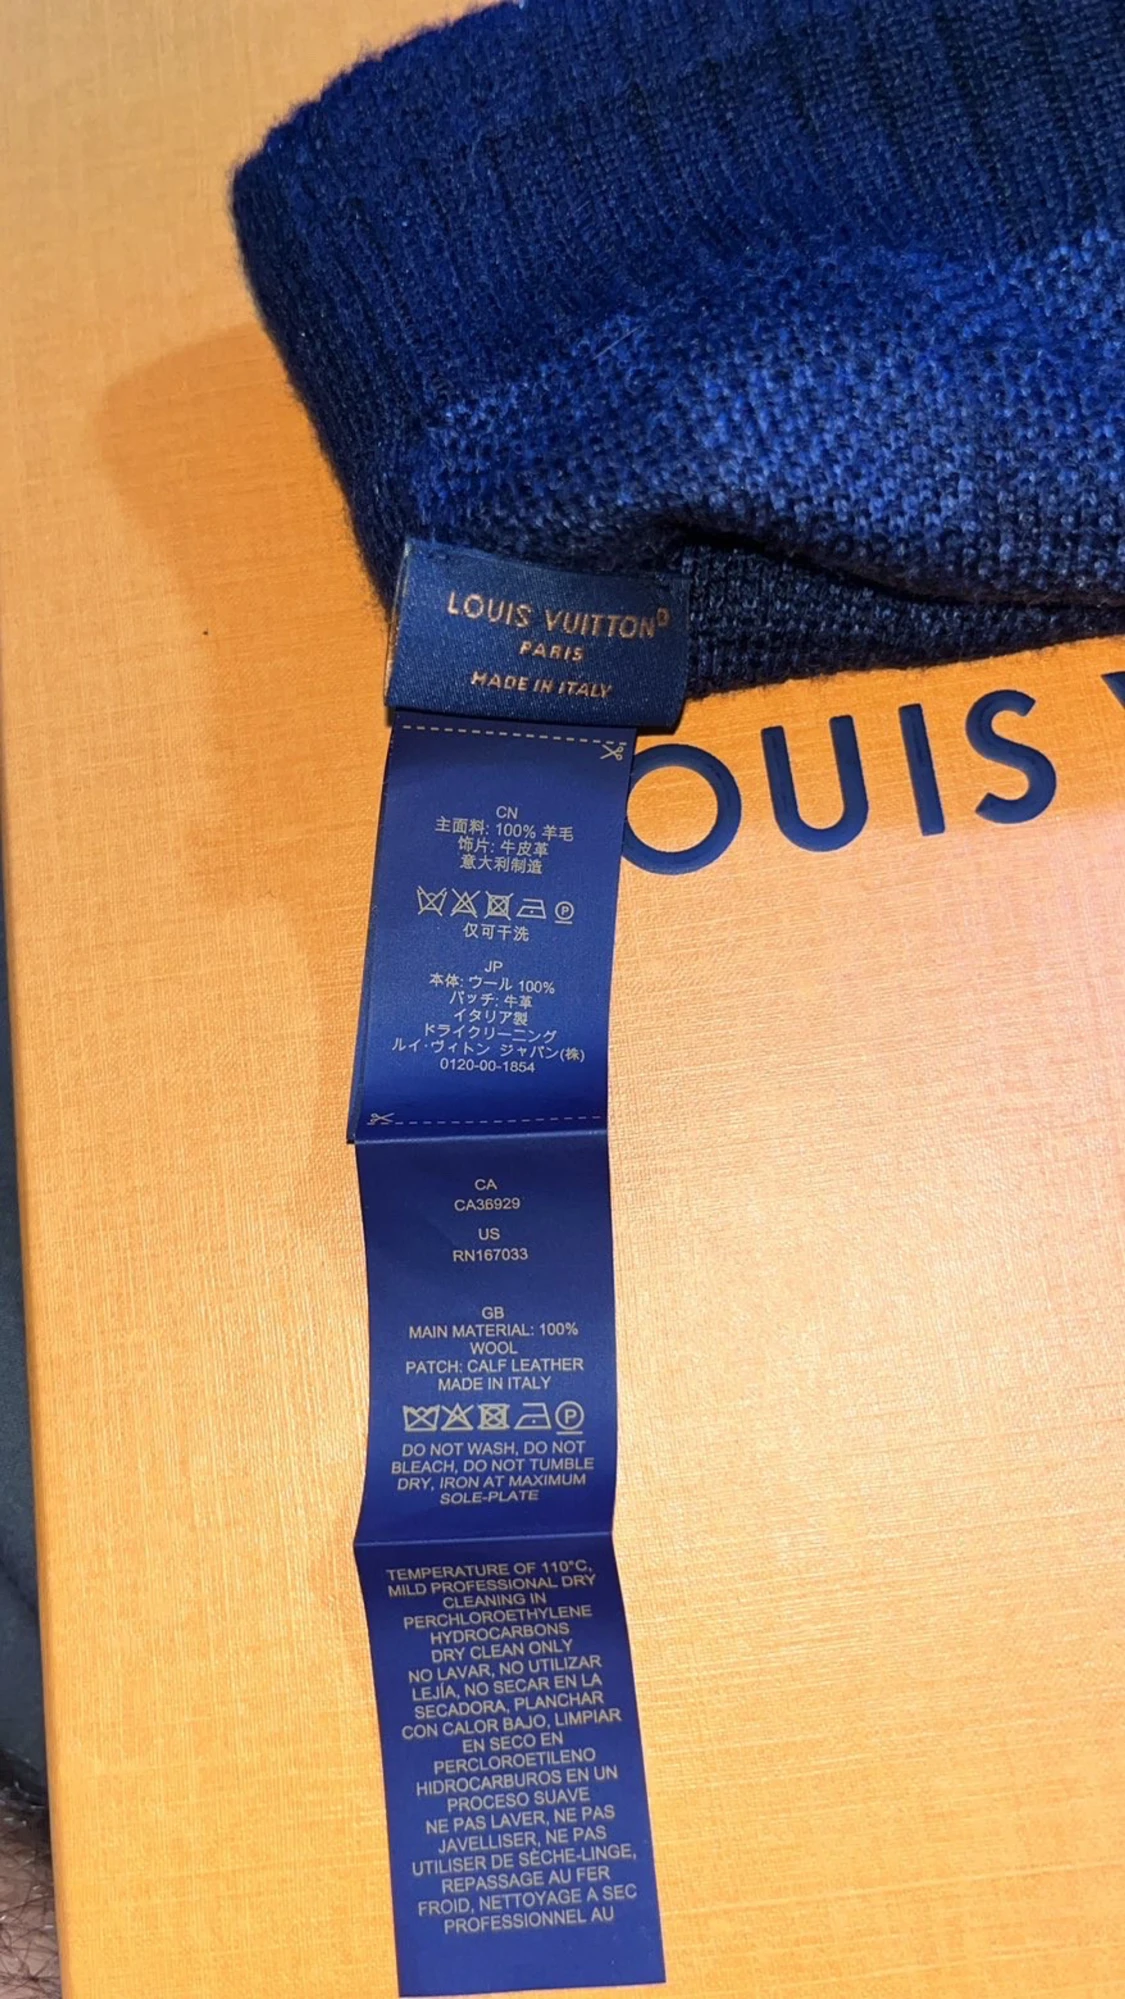 LOUIS VUITTON
PARIS
MADE IN ITALY
OUIS V
CN
主面料: 100% 羊毛
饰片: 牛皮革
意大利制造
P
仅可干洗
JP
本体: ウール 100%
パッチ: 牛革
イタリア製
ドライクリーニング
ルイ·ヴィトン ジャパン(株)
0120-00-1854
CA
CA36929
US
RN167033
GB
MAIN MATERIAL: 100%
WOOL
PATCH: CALF LEATHER
MADE IN ITALY
P
DO NOT WASH, DO NOT
BLEACH, DO NOT TUMBLE
DRY, IRON AT MAXIMUM
SOLE-PLATE
TEMPERATURE OF 110°C,
MILD PROFESSIONAL DRY
CLEANING IN
PERCHLOROETHYLENE
HYDROCARBONS
DRY CLEAN ONLY
NO LAVAR, NO UTILIZAR
LEJÍA, NO SECAR EN LA
SECADORA, PLANCHAR
CON CALOR BAJO, LIMPIAR
EN SECO EN
PERCLOROETILENO
HIDROCARBUROS EN UN
PROCESO SUAVE
NE PAS LAVER, NE PAS
JAVELLISER, NE PAS
UTILISER DE SÈCHE-LINGE,
REPASSAGE AU FER
FROID, NETTOYAGE A SEC
PROFESSIONNEL AU